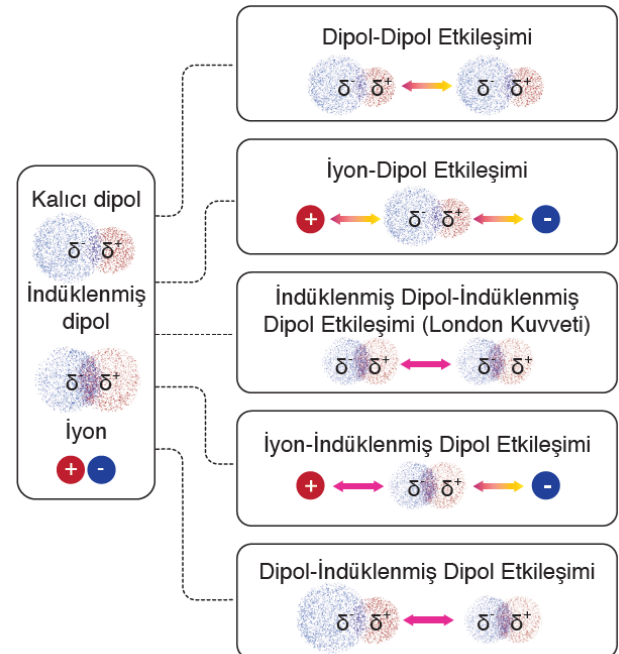 Kalıcı dipol
δ⁻ δ⁺
İndüklenmiş
dipol
δ⁻ δ⁺
İyon
+ -
Dipol-Dipol Etkileşimi
δ⁻ δ⁺ δ⁻ δ⁺
İyon-Dipol Etkileşimi
+ δ⁻ δ⁺ -
İndüklenmiş Dipol-İndüklenmiş
Dipol Etkileşimi (London Kuvveti)
δ⁻ δ⁺ δ⁻ δ⁺
İyon-İndüklenmiş Dipol Etkileşimi
+ δ⁻ δ⁺ -
Dipol-İndüklenmiş Dipol Etkileşimi
δ⁻ δ⁺ δ⁻ δ⁺